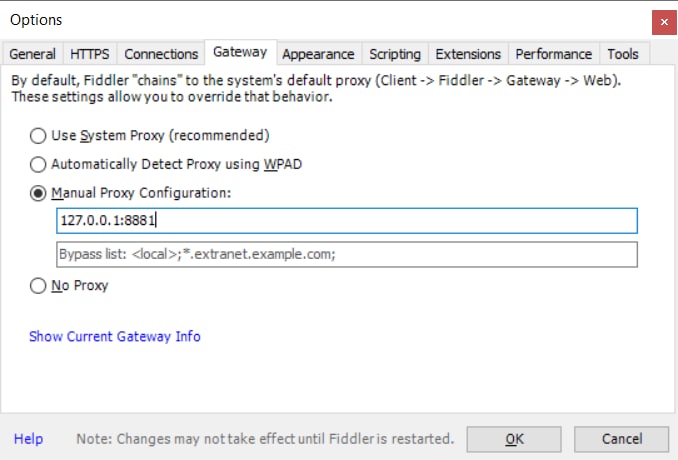 Options
General HTTPS Connections Gateway Appearance Scripting Extensions Performance Tools
By default, Fiddler "chains" to the system's default proxy (Client -> Fiddler -> Gateway -> Web).
These settings allow you to override that behavior.
Use System Proxy (recommended)
Automatically Detect Proxy using WPAD
Manual Proxy Configuration:
127.0.0.1:8881
Bypass list: <local>;*.extranet.example.com;
No Proxy
Show Current Gateway Info
Help Note: Changes may not take effect until Fiddler is restarted. OK Cancel